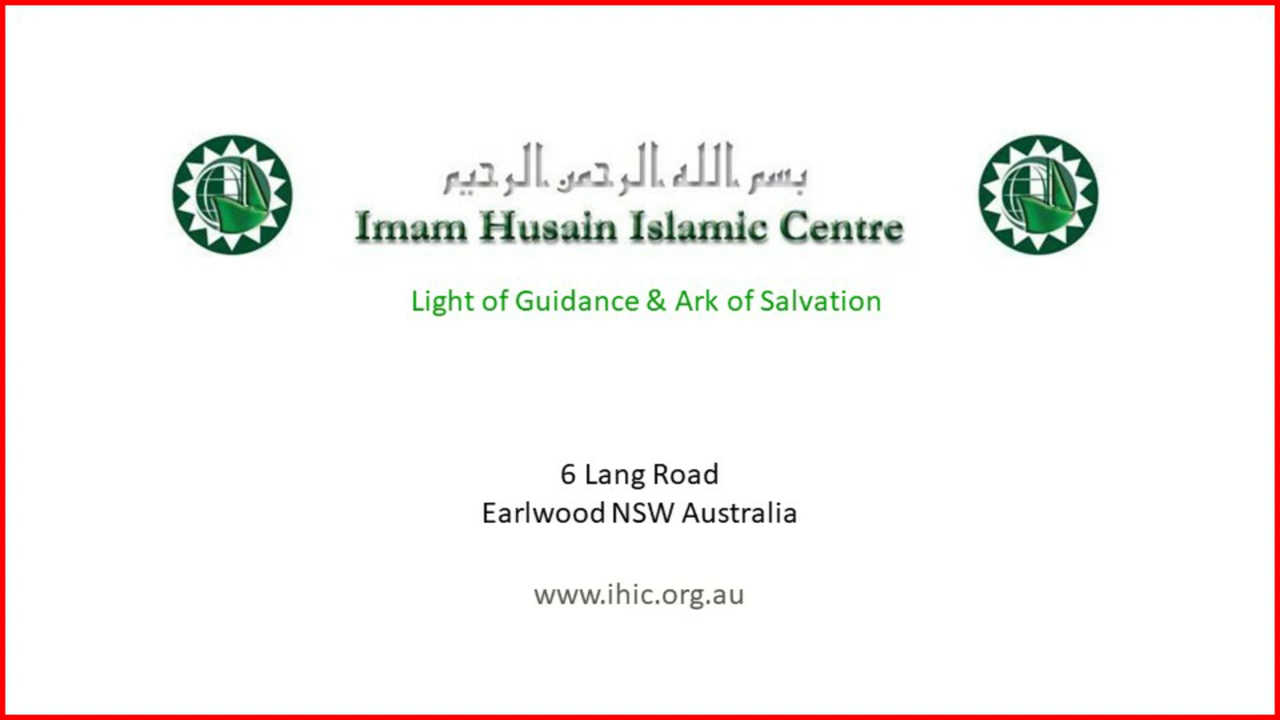 بسم الله الرحمن الرحيم
Imam Husain Islamic Centre
Light of Guidance & Ark of Salvation
6 Lang Road
Earlwood NSW Australia
www.ihic.org.au